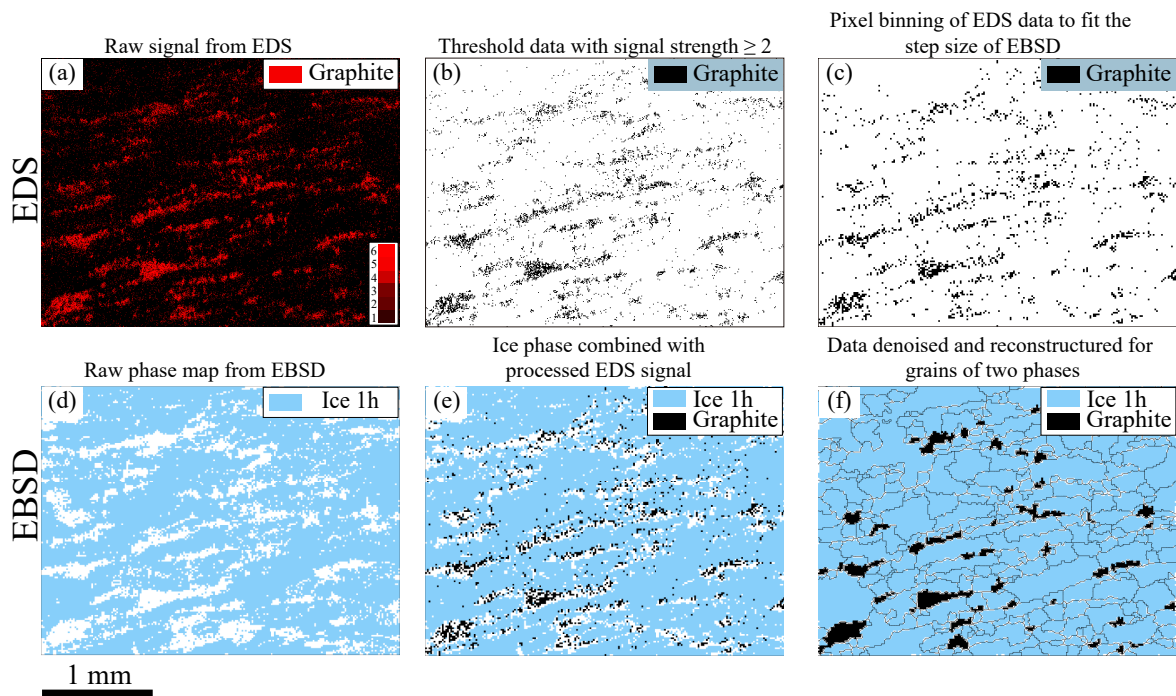 Raw signal from EDS
Threshold data with signal strength ≥ 2
Pixel binning of EDS data to fit the
step size of EBSD
EDS
(a)
Graphite
6
5
4
3
2
1
(b)
Graphite
(c)
Graphite
Raw phase map from EBSD
Ice phase combined with
processed EDS signal
Data denoised and reconstructured for
grains of two phases
EBSD
(d)
Ice 1h
(e)
Ice 1h
Graphite
(f)
Ice 1h
Graphite
1 mm